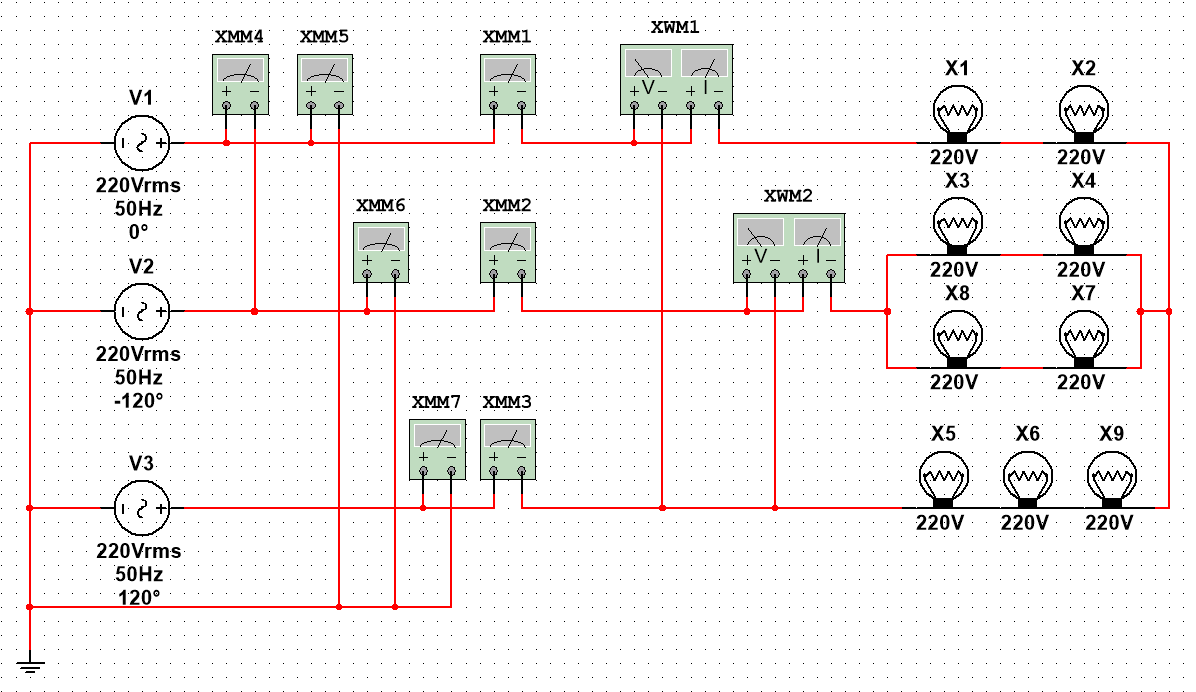 XWM1
XMM4 XMM5 XMM1
V I
+ − + − + − + − + −
X1 X2
V1
220Vrms
50Hz
0°
220V 220V
X3 X4
XWM2
XMM6 XMM2
V I
+ − + − + − + −
V2
220V 220V
X8 X7
220Vrms
50Hz
-120°
220V 220V
XMM7 XMM3
+ − + −
X5 X6 X9
V3
220V 220V 220V
220Vrms
50Hz
120°